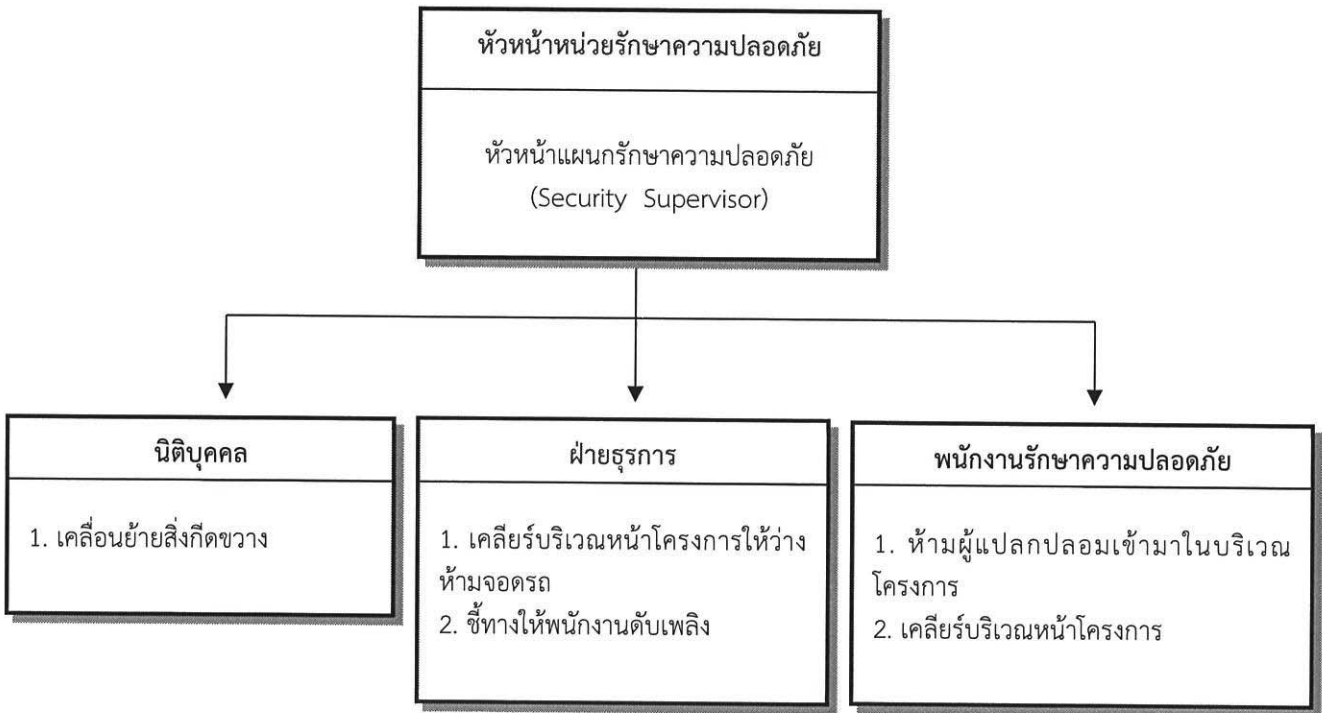 หัวหน้าหน่วยรักษาความปลอดภัย
หัวหน้าแผนกรักษาความปลอดภัย
(Security Supervisor)
นิติบุคคล
1. เคลื่อนย้ายสิ่งกีดขวาง
ฝ่ายธุรการ
1. เคลียร์บริเวณหน้าโครงการให้ว่าง
ห้ามจอดรถ
2. ชี้ทางให้พนักงานดับเพลิง
พนักงานรักษาความปลอดภัย
1. ห้ามผู้แปลกปลอมเข้ามาในบริเวณ
โครงการ
2. เคลียร์บริเวณหน้าโครงการ